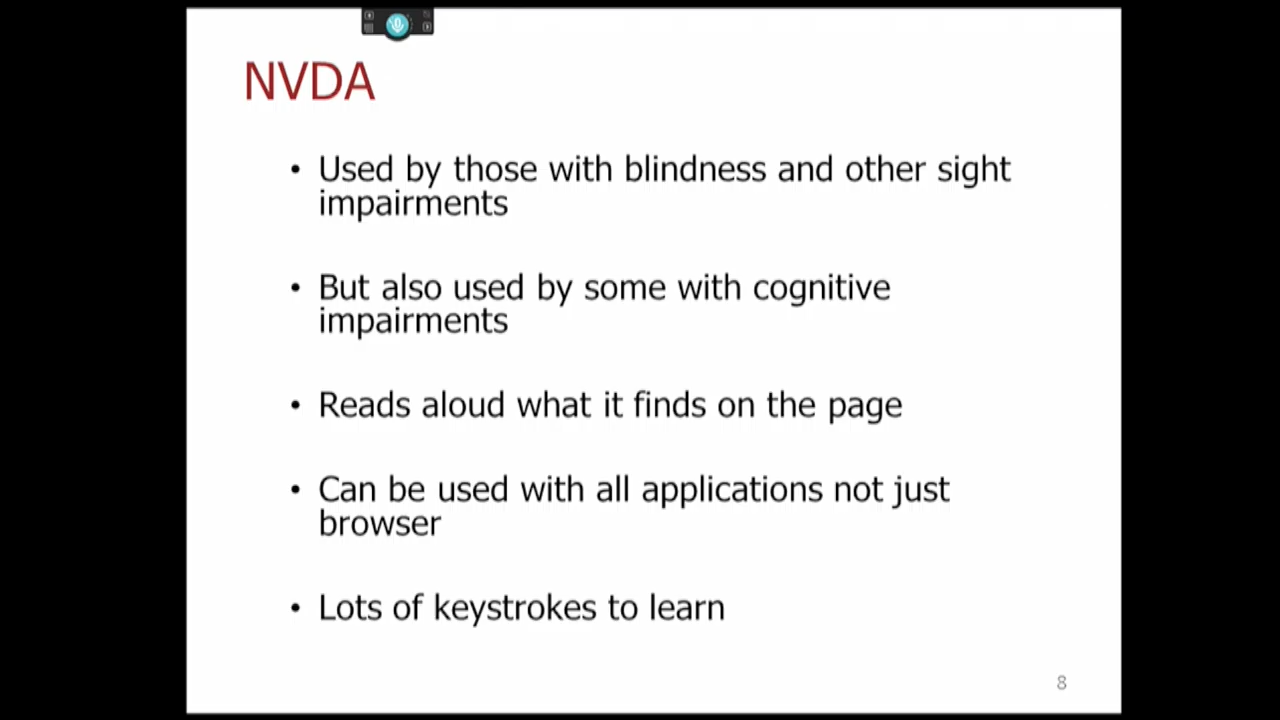 NVDA
• Used by those with blindness and other sight
impairments
• But also used by some with cognitive
impairments
• Reads aloud what it finds on the page
• Can be used with all applications not just
browser
• Lots of keystrokes to learn
8